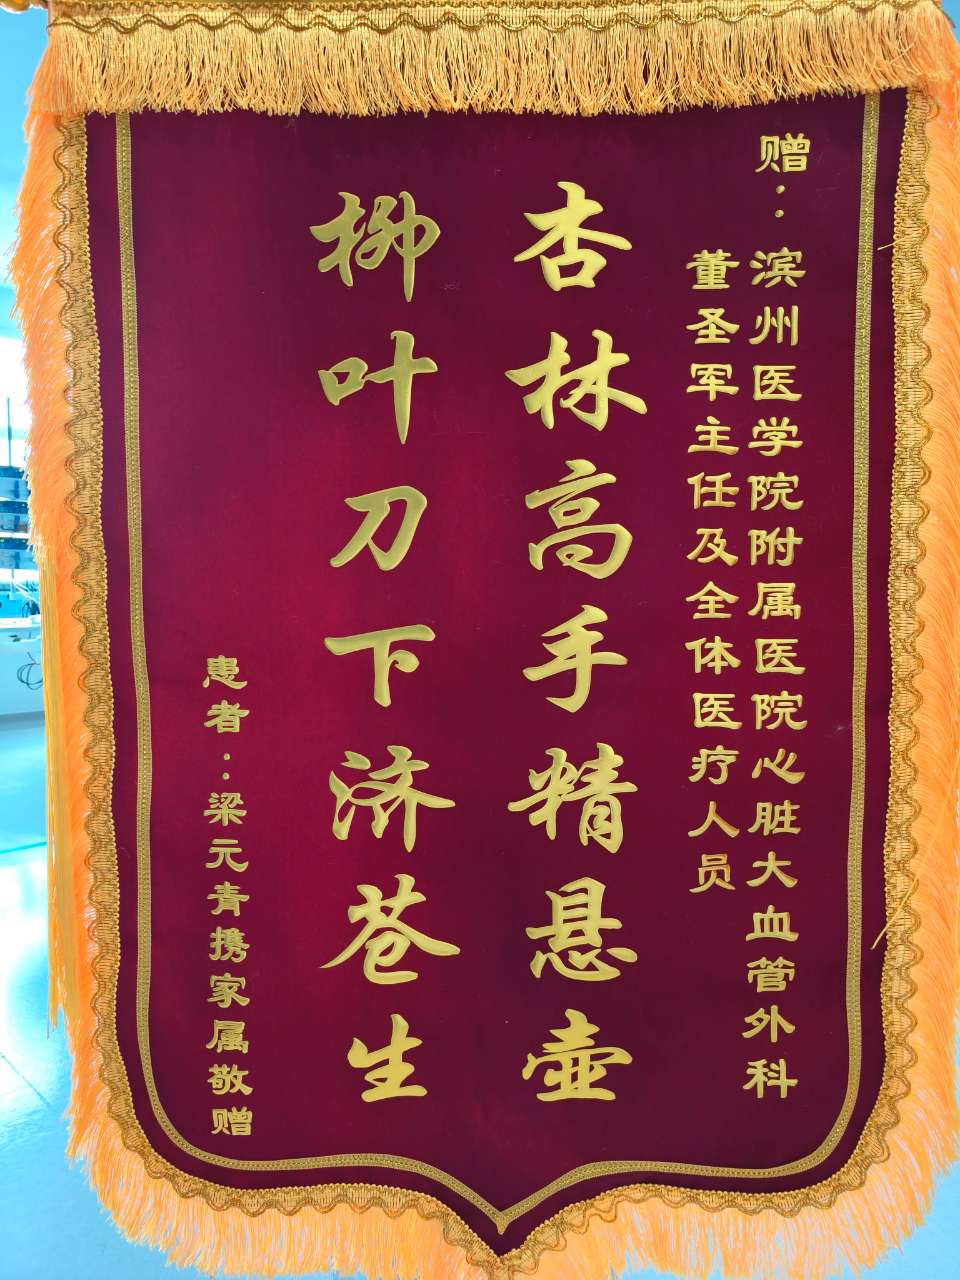 赠：滨州医学院附属医院心脏大血管外科
董圣军主任及全体医疗人员
杏林高手精悬壶
柳叶刀下济苍生
患者：梁元青携家属敬赠